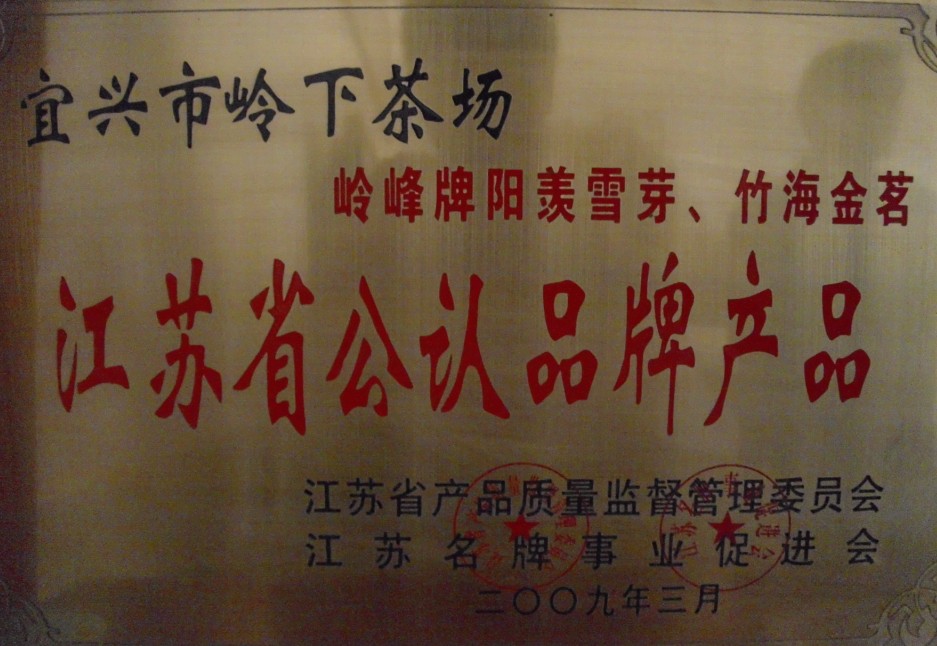 宜兴市岭下茶场
岭峰牌阳羡雪芽、竹海金茗
江苏省公认品牌产品
江苏省产品质量监督管理委员会
江苏名牌事业促进会
二〇〇九年三月